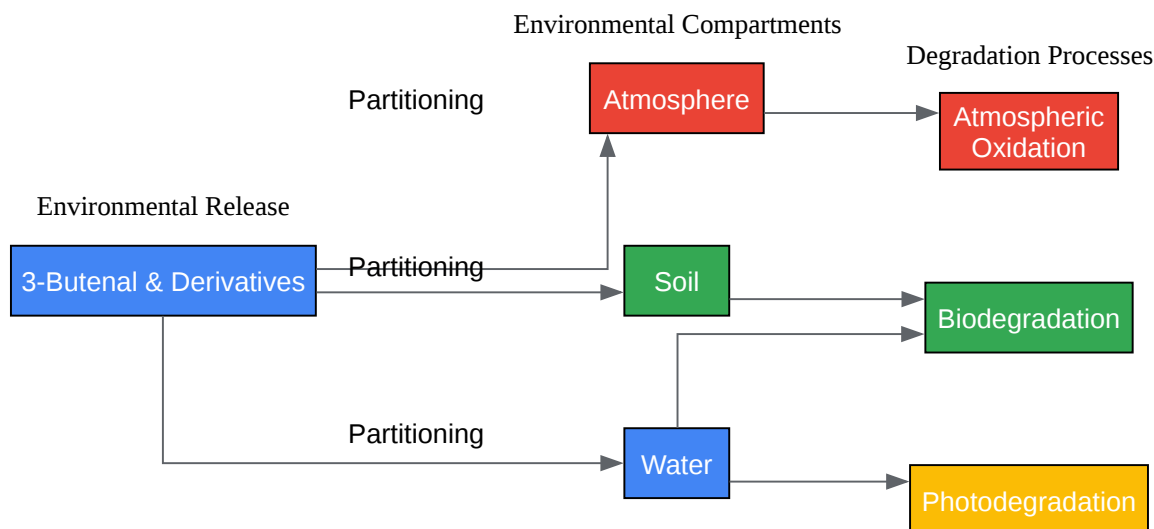 Environmental Compartments
Degradation Processes
Partitioning
Atmosphere
Atmospheric
Oxidation
Environmental Release
3-Butenal & Derivatives
Partitioning
Soil
Biodegradation
Partitioning
Water
Photodegradation